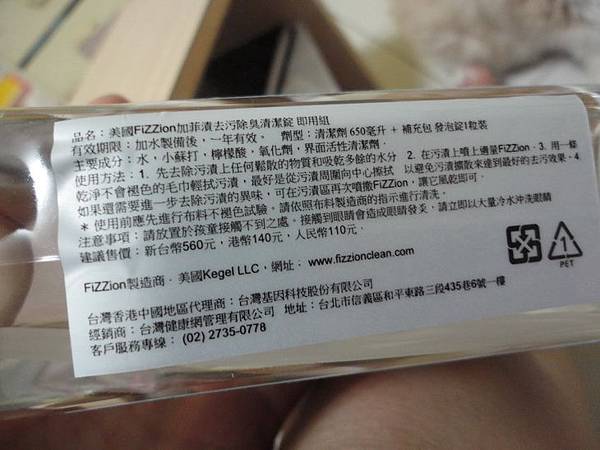 品名：美國FiZZion加菲漬去污除臭清潔錠 即用組
有效期限：加水製備後，一年有效。 劑型：清潔劑 650毫升 + 補充包 發泡錠1粒裝
主要成分：水，小蘇打，檸檬酸，氧化劑，界面活性清潔劑
使用方法：1. 先去除污漬上任何鬆散的物質和吸乾多餘的水分 2. 在污漬上噴上適量FiZZion．3. 用一條
乾淨不會褪色的毛巾輕拭污漬，最好是從污漬周圍向中心擦拭 以避免污漬擴散來達到最好的去污效果。4.
如果還需要進一步去除污漬的異味，可在污漬區再次噴撒FiZZion，讓它風乾即可．
＊ 使用前應先進行布料不褪色試驗。請依照布料製造商的指示進行清洗。
注意事項：請放置於孩童接觸不到之處。接觸到眼睛會造成眼睛發炎。請立即以大量冷水沖洗眼睛
建議售價：新台幣560元，港幣140元，人民幣110元．
FiZZion製造商：美國Kegel LLC，網址： www.fizzionclean.com
1
PET
台灣香港中國地區代理商：台灣基因科技股份有限公司
經銷商：台灣健康網管理有限公司 地址：台北市信義區和平東路三段435巷6號一樓
客戶服務專線： (02) 2735-0778